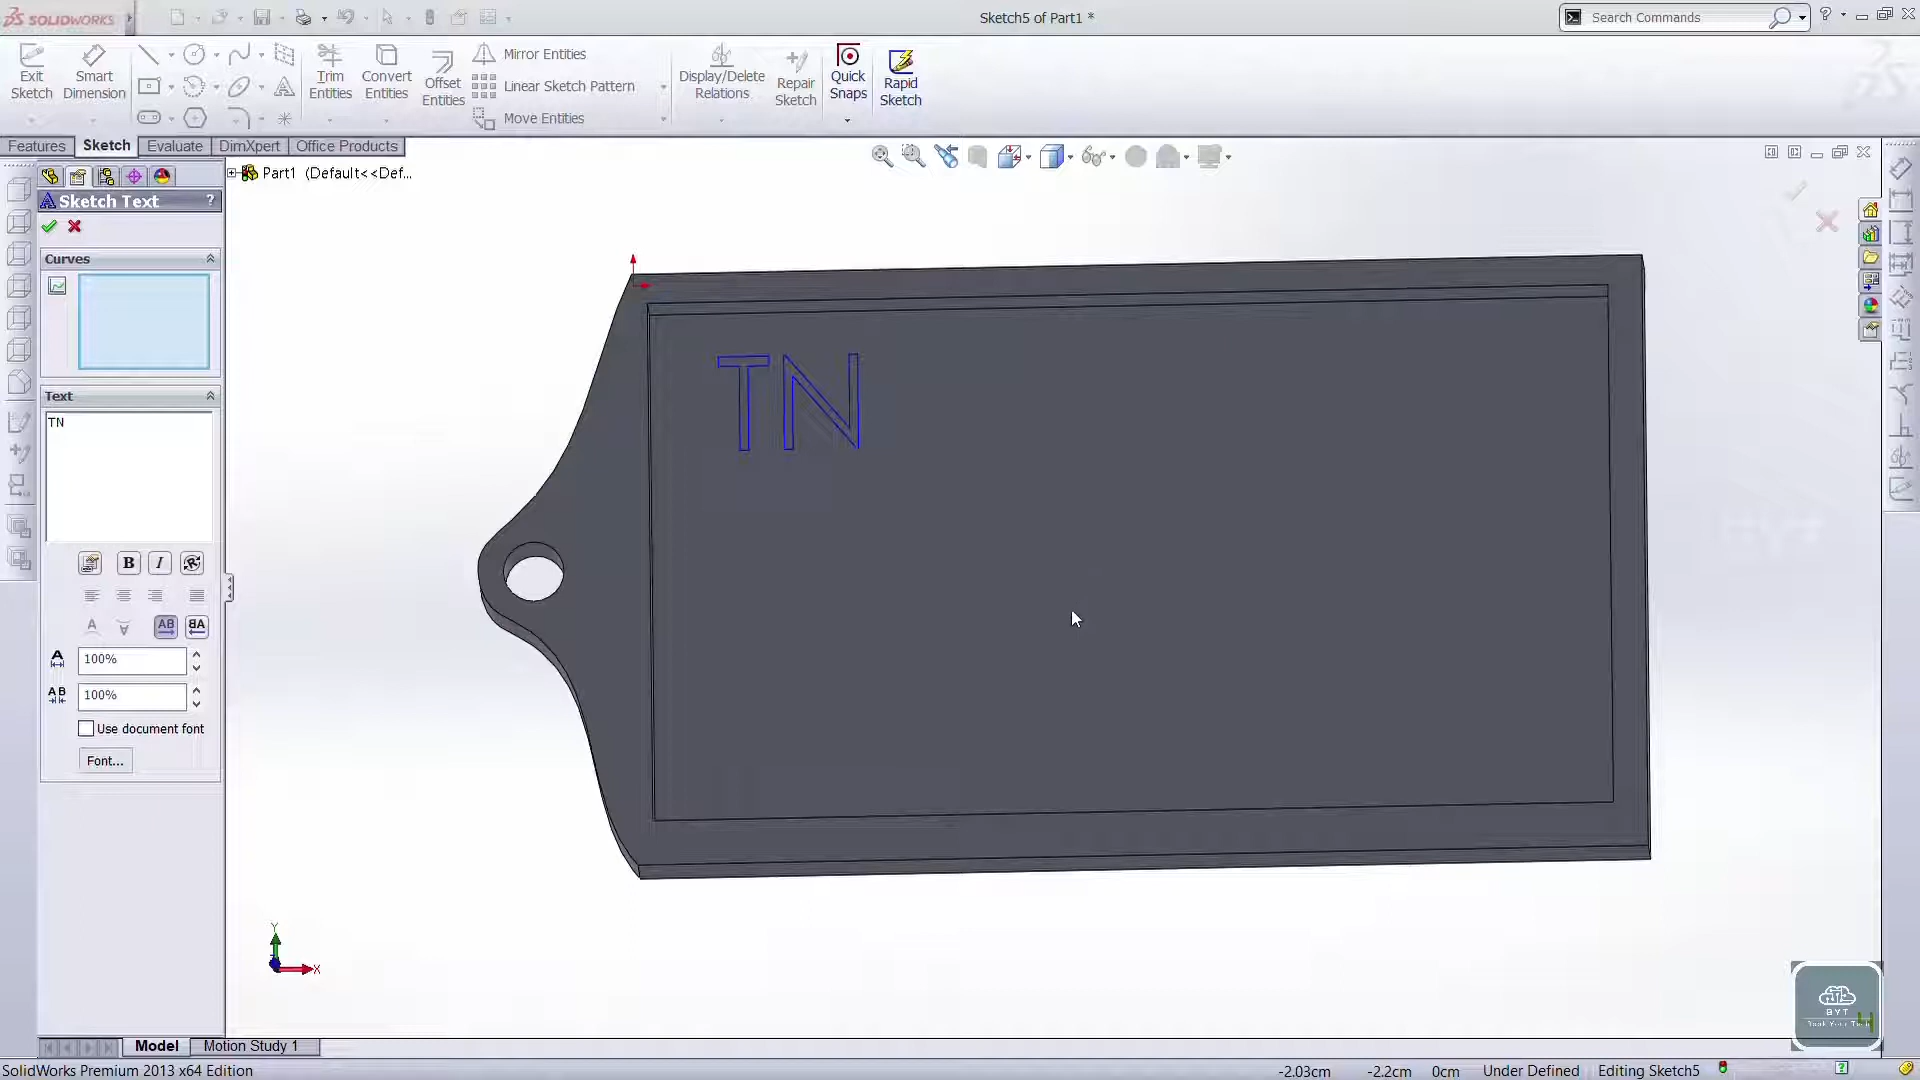 SOLIDWORKS
Sketch5 of Part1 *
Search Commands
?
Exit Sketch
Smart Dimension
Trim Entities
Convert Entities
Offset Entities
Mirror Entities
Linear Sketch Pattern
Move Entities
Display/Delete Relations
Repair Sketch
Quick Snaps
Rapid Sketch
Features
Sketch
Evaluate
DimXpert
Office Products
Part1 (Default<<Def...
Sketch Text
?
Curves
Text
TN
TN
B
I
AB
100%
AB
100%
Use document font
Font...
Y
X
BYT
Model
Motion Study 1
SolidWorks Premium 2013 x64 Edition
-2.03cm
-2.2cm
0cm
Under Defined
Editing Sketch5